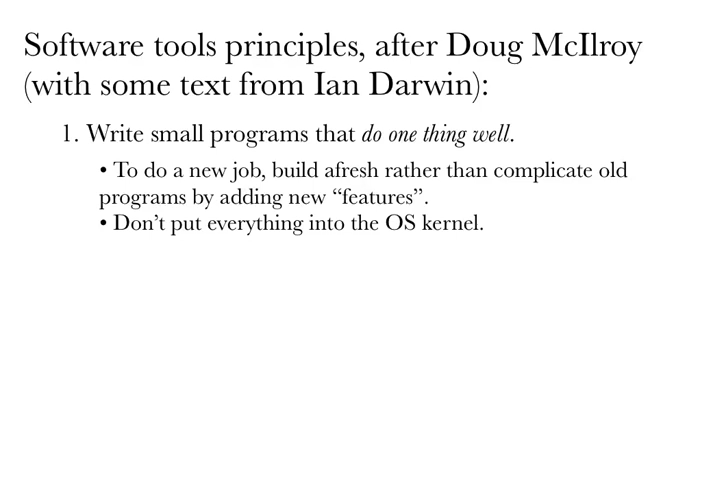 Software tools principles, after Doug McIlroy
(with some text from Ian Darwin):
1. Write small programs that do one thing well.
• To do a new job, build afresh rather than complicate old
programs by adding new “features”.
• Don’t put everything into the OS kernel.